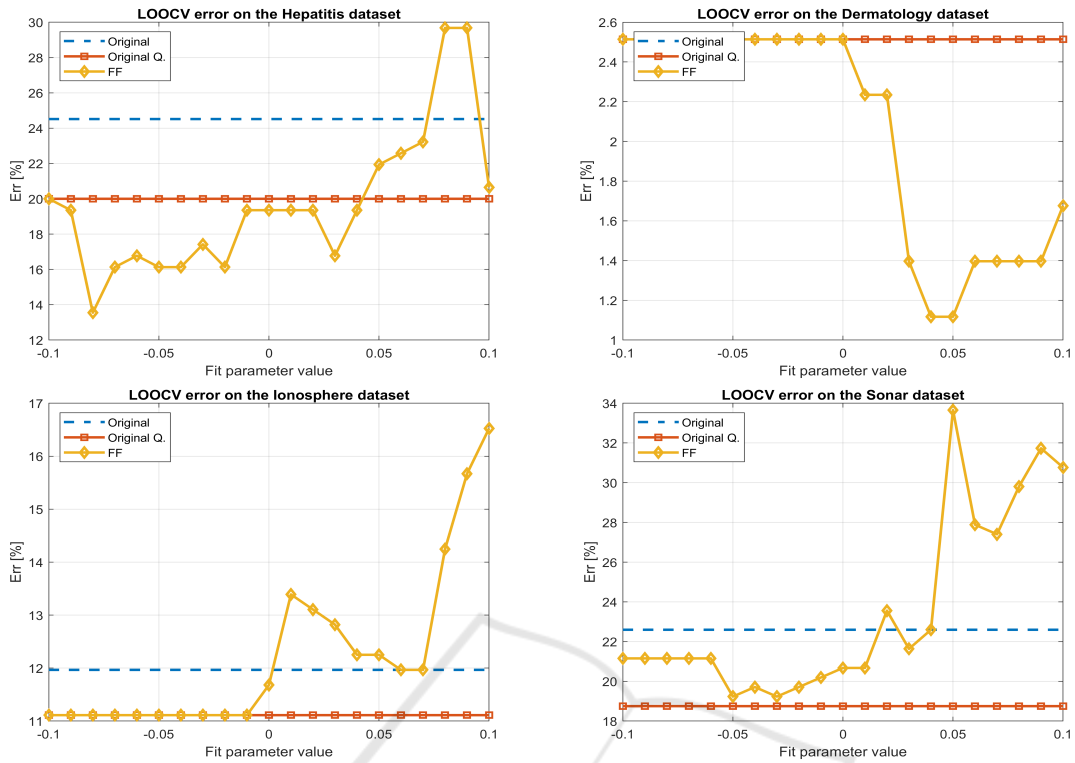 LOOCV error on the Hepatitis dataset
30
28
26
24
22
20
18
16
14
12
Err [%]
Original
Original Q.
FF
-0.1
-0.05
0
0.05
0.1
Fit parameter value
LOOCV error on the Dermatology dataset
2.6
2.4
2.2
2
1.8
1.6
1.4
1.2
1
Err [%]
Original
Original Q.
FF
-0.1
-0.05
0
0.05
0.1
Fit parameter value
LOOCV error on the Ionosphere dataset
17
16
15
14
13
12
11
Err [%]
Original
Original Q.
FF
-0.1
-0.05
0
0.05
0.1
Fit parameter value
LOOCV error on the Sonar dataset
34
32
30
28
26
24
22
20
18
Err [%]
Original
Original Q.
FF
-0.1
-0.05
0
0.05
0.1
Fit parameter value